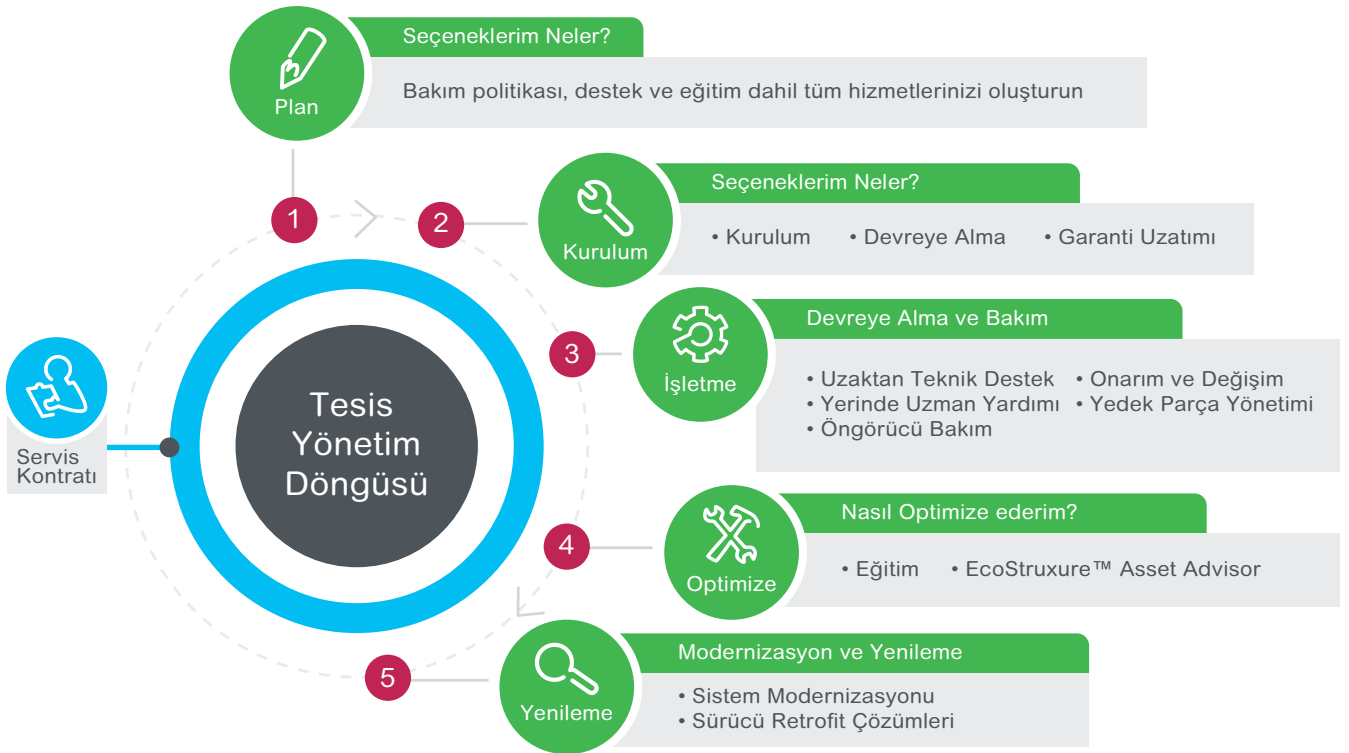 Seçeneklerim Neler?
Plan
Bakım politikası, destek ve eğitim dahil tüm hizmetlerinizi oluşturun
1
2
Seçeneklerim Neler?
Kurulum
• Kurulum • Devreye Alma • Garanti Uzatımı
3
Devreye Alma ve Bakım
İşletme
• Uzaktan Teknik Destek • Onarım ve Değişim
• Yerinde Uzman Yardımı • Yedek Parça Yönetimi
• Öngörücü Bakım
Tesis
Yönetim
Döngüsü
Servis
Kontratı
4
Nasıl Optimize ederim?
Optimize
• Eğitim • EcoStruxure™ Asset Advisor
5
Modernizasyon ve Yenileme
Yenileme
• Sistem Modernizasyonu
• Sürücü Retrofit Çözümleri